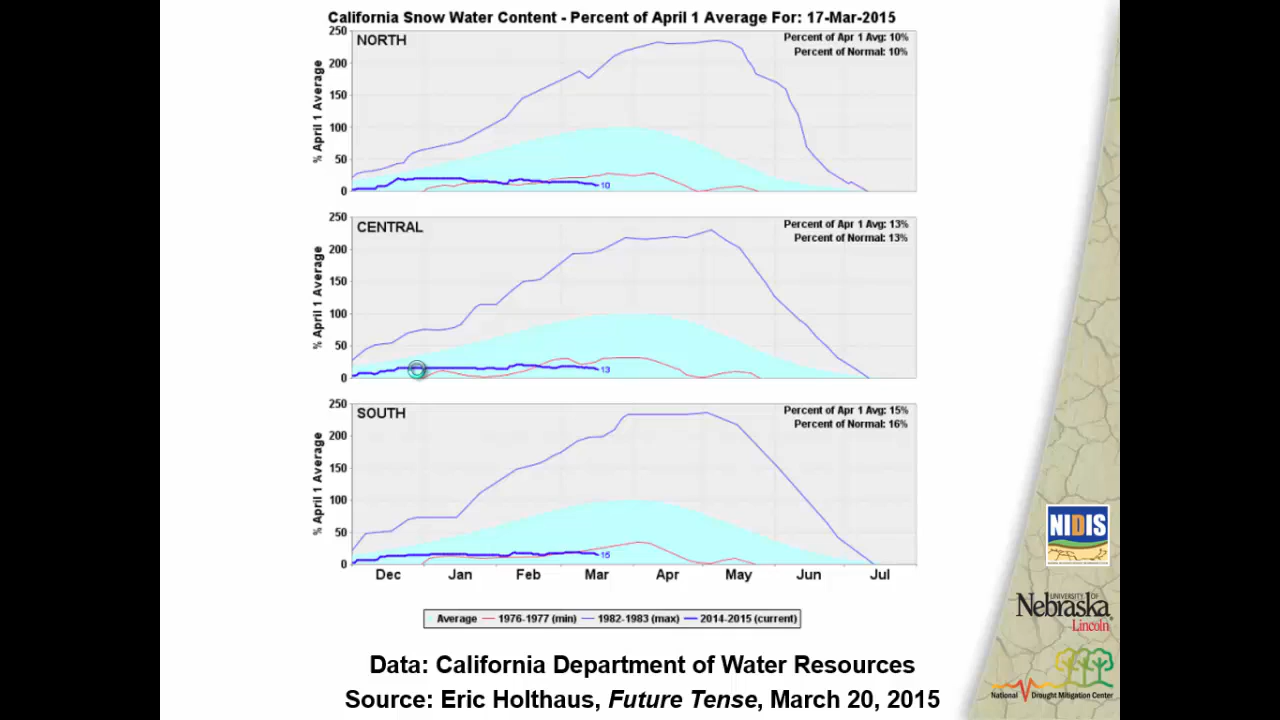 California Snow Water Content - Percent of April 1 Average For: 17-Mar-2015
NORTH
Percent of Apr 1 Avg: 10%
Percent of Normal: 10%
% April 1 Average
250
200
150
100
50
0
10
CENTRAL
Percent of Apr 1 Avg: 13%
Percent of Normal: 13%
% April 1 Average
250
200
150
100
50
0
13
SOUTH
Percent of Apr 1 Avg: 15%
Percent of Normal: 16%
% April 1 Average
250
200
150
100
50
0
15
Dec Jan Feb Mar Apr May Jun Jul
Average 1976-1977 (min) 1982-1983 (max) 2014-2015 (current)
Data: California Department of Water Resources
Source: Eric Holthaus, Future Tense, March 20, 2015
NIDIS
UNIVERSITY OF
Nebraska
Lincoln
National Drought Mitigation Center